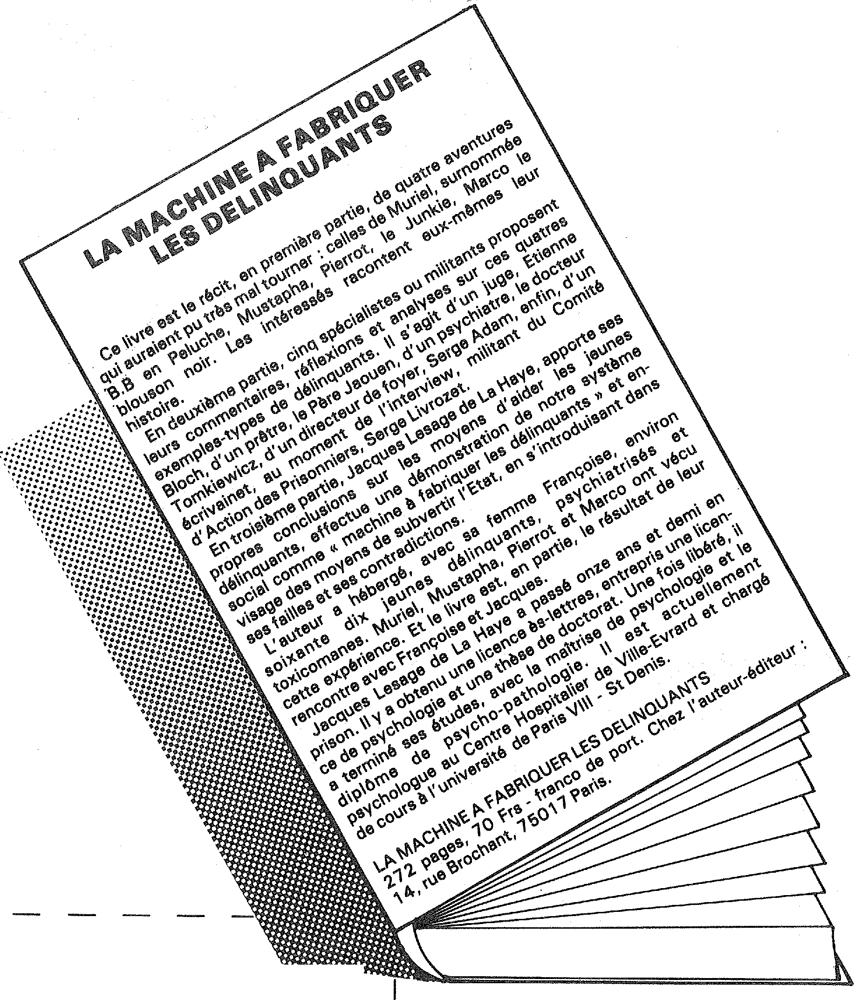 LA MACHINE A FABRIQUER
LES DELINQUANTS
Ce livre est le récit, en première partie, de quatre aventures
qui auraient pu très mal tourner : celles de Muriel, surnommée
B.B en Peluche, Mustapha, Pierrot, le Junkie, Marco le
blouson noir. Les intéressés racontent eux-mêmes leur
histoire.
En deuxième partie, cinq spécialistes ou militants proposent
leurs commentaires, réflexions et analyses sur ces quatres
exemples-types de délinquants. Il s'agit d'un juge, Etienne
Bloch, d'un prêtre, le Père Jaouen, d'un psychiatre, le docteur
Tomkiewicz, d'un directeur de foyer, Serge Adam, enfin, d'un
écrivainet, au moment de l'interview, militant du Comité
d'Action des Prisonniers, Serge Livrozet.
En troisième partie, Jacques Lesage de La Haye, apporte ses
propres conclusions sur les moyens d'aider les jeunes
délinquants, effectue une démonstration de notre système
social comme « machine à fabriquer les délinquants » et en-
visage des moyens de subvertir l'Etat, en s'introduisant dans
ses failles et ses contradictions.
L'auteur a hébergé, avec sa femme Françoise, environ
soixante dix jeunes délinquants, psychiatrisés et
toxicomanes. Muriel, Mustapha, Pierrot et Marco ont vécu
cette expérience. Et le livre est, en partie, le résultat de leur
rencontre avec Françoise et Jacques.
Jacques Lesage de La Haye a passé onze ans et demi en
prison. Il y a obtenu une licence ès-lettres, entrepris une licen-
ce de psychologie et une thèse de doctorat. Une fois libéré, il
a terminé ses études, avec la maîtrise de psychologie et le
diplôme de psycho-pathologie. Il est actuellement
psychologue au Centre Hospitalier de Ville-Evrard et chargé
de cours à l'université de Paris VIII - St Denis.
LA MACHINE A FABRIQUER LES DELINQUANTS
272 pages, 70 Frs - franco de port. Chez l'auteur-éditeur :
14, rue Brochant, 75017 Paris.